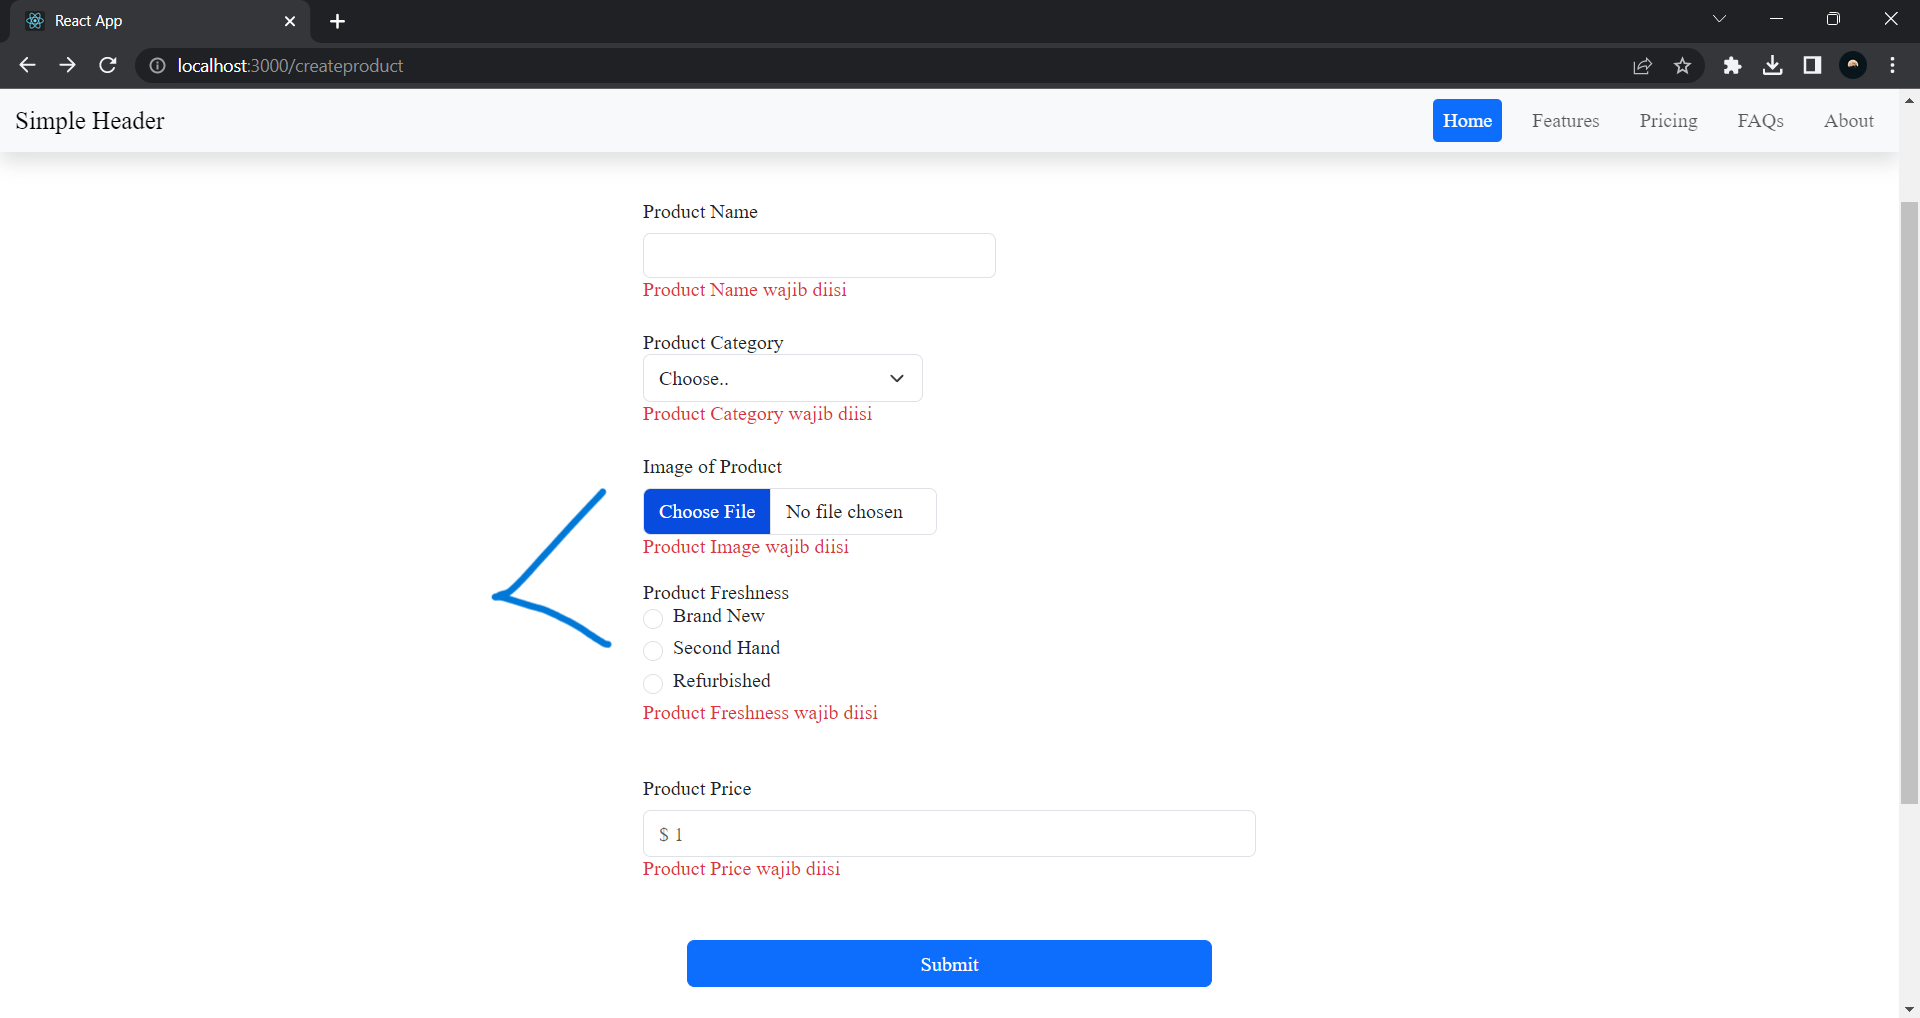 React App
localhost:3000/createproduct
Simple Header
Home Features Pricing FAQs About
Product Name
Product Name wajib diisi
Product Category
Choose..
Product Category wajib diisi
Image of Product
Choose File No file chosen
Product Image wajib diisi
Product Freshness
Brand New
Second Hand
Refurbished
Product Freshness wajib diisi
Product Price
$ 1
Product Price wajib diisi
Submit